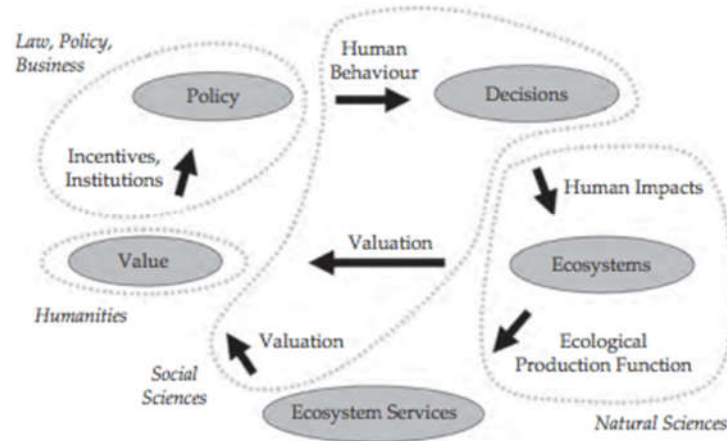 Law, Policy,
Business
Policy
Human
Behaviour
Decisions
Incentives,
Institutions
Human Impacts
Value
Valuation
Ecosystems
Humanities
Valuation
Ecological
Production Function
Social
Sciences
Ecosystem Services
Natural Sciences